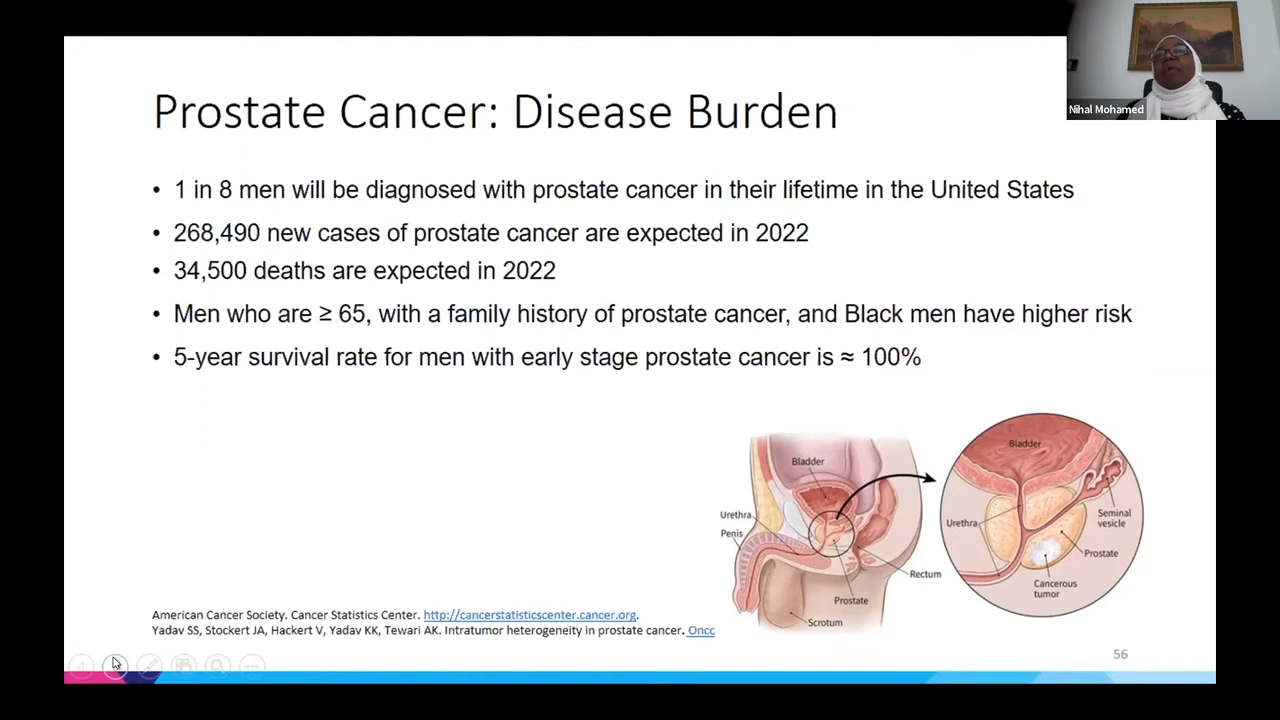 Nihal Mohamed
Prostate Cancer: Disease Burden
• 1 in 8 men will be diagnosed with prostate cancer in their lifetime in the United States
• 268,490 new cases of prostate cancer are expected in 2022
• 34,500 deaths are expected in 2022
• Men who are ≥ 65, with a family history of prostate cancer, and Black men have higher risk
• 5-year survival rate for men with early stage prostate cancer is ≈ 100%
Bladder
Urethra
Penis
Rectum
Prostate
Scrotum
Bladder
Urethra
Seminal
vesicle
Prostate
Cancerous
tumor
American Cancer Society. Cancer Statistics Center. http://cancerstatisticscenter.cancer.org.
Yadav SS, Stockert JA, Hackert V, Yadav KK, Tewari AK. Intratumor heterogeneity in prostate cancer. Oncc
56